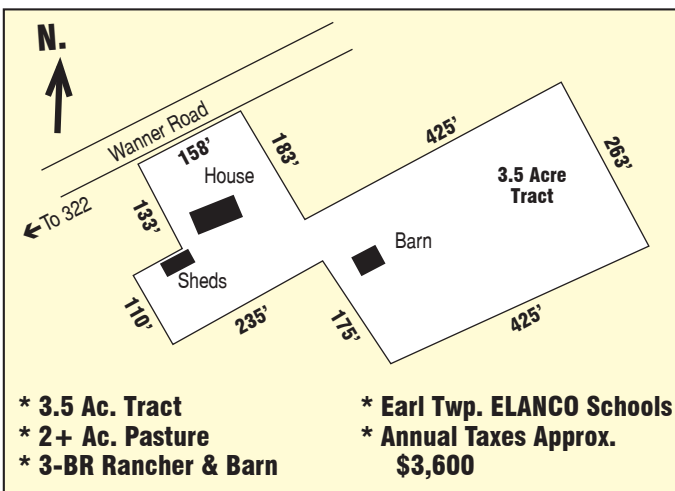 N.
Wanner Road
158'
183'
425'
263'
House
3.5 Acre
Tract
133'
← To 322
Barn
Sheds
110'
235'
175'
425'
* 3.5 Ac. Tract
* 2+ Ac. Pasture
* 3-BR Rancher & Barn
* Earl Twp. ELANCO Schools
* Annual Taxes Approx.
$3,600